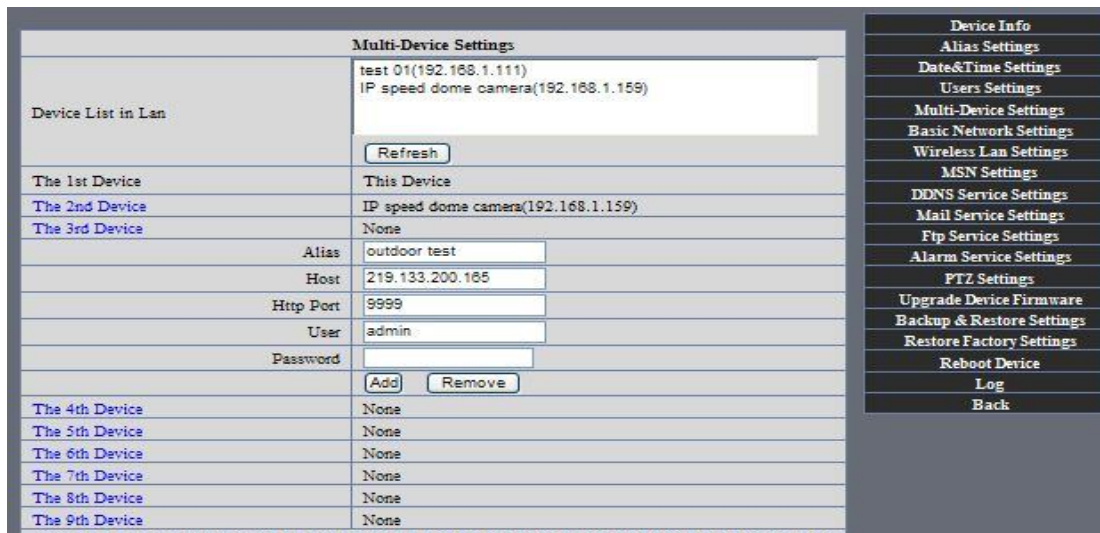 Multi-Device Settings
Device List in Lan
test 01(192.168.1.111)
IP speed dome camera(192.168.1.159)
Refresh
The 1st Device This Device
The 2nd Device IP speed dome camera(192.168.1.159)
The 3rd Device None
Alias outdoor test
Host 219.133.200.165
Http Port 9999
User admin
Password
Add Remove
The 4th Device None
The 5th Device None
The 6th Device None
The 7th Device None
The 8th Device None
The 9th Device None
Device Info
Alias Settings
Date&Time Settings
Users Settings
Multi-Device Settings
Basic Network Settings
Wireless Lan Settings
MSN Settings
DDNS Service Settings
Mail Service Settings
Ftp Service Settings
Alarm Service Settings
PTZ Settings
Upgrade Device Firmware
Backup & Restore Settings
Restore Factory Settings
Reboot Device
Log
Back